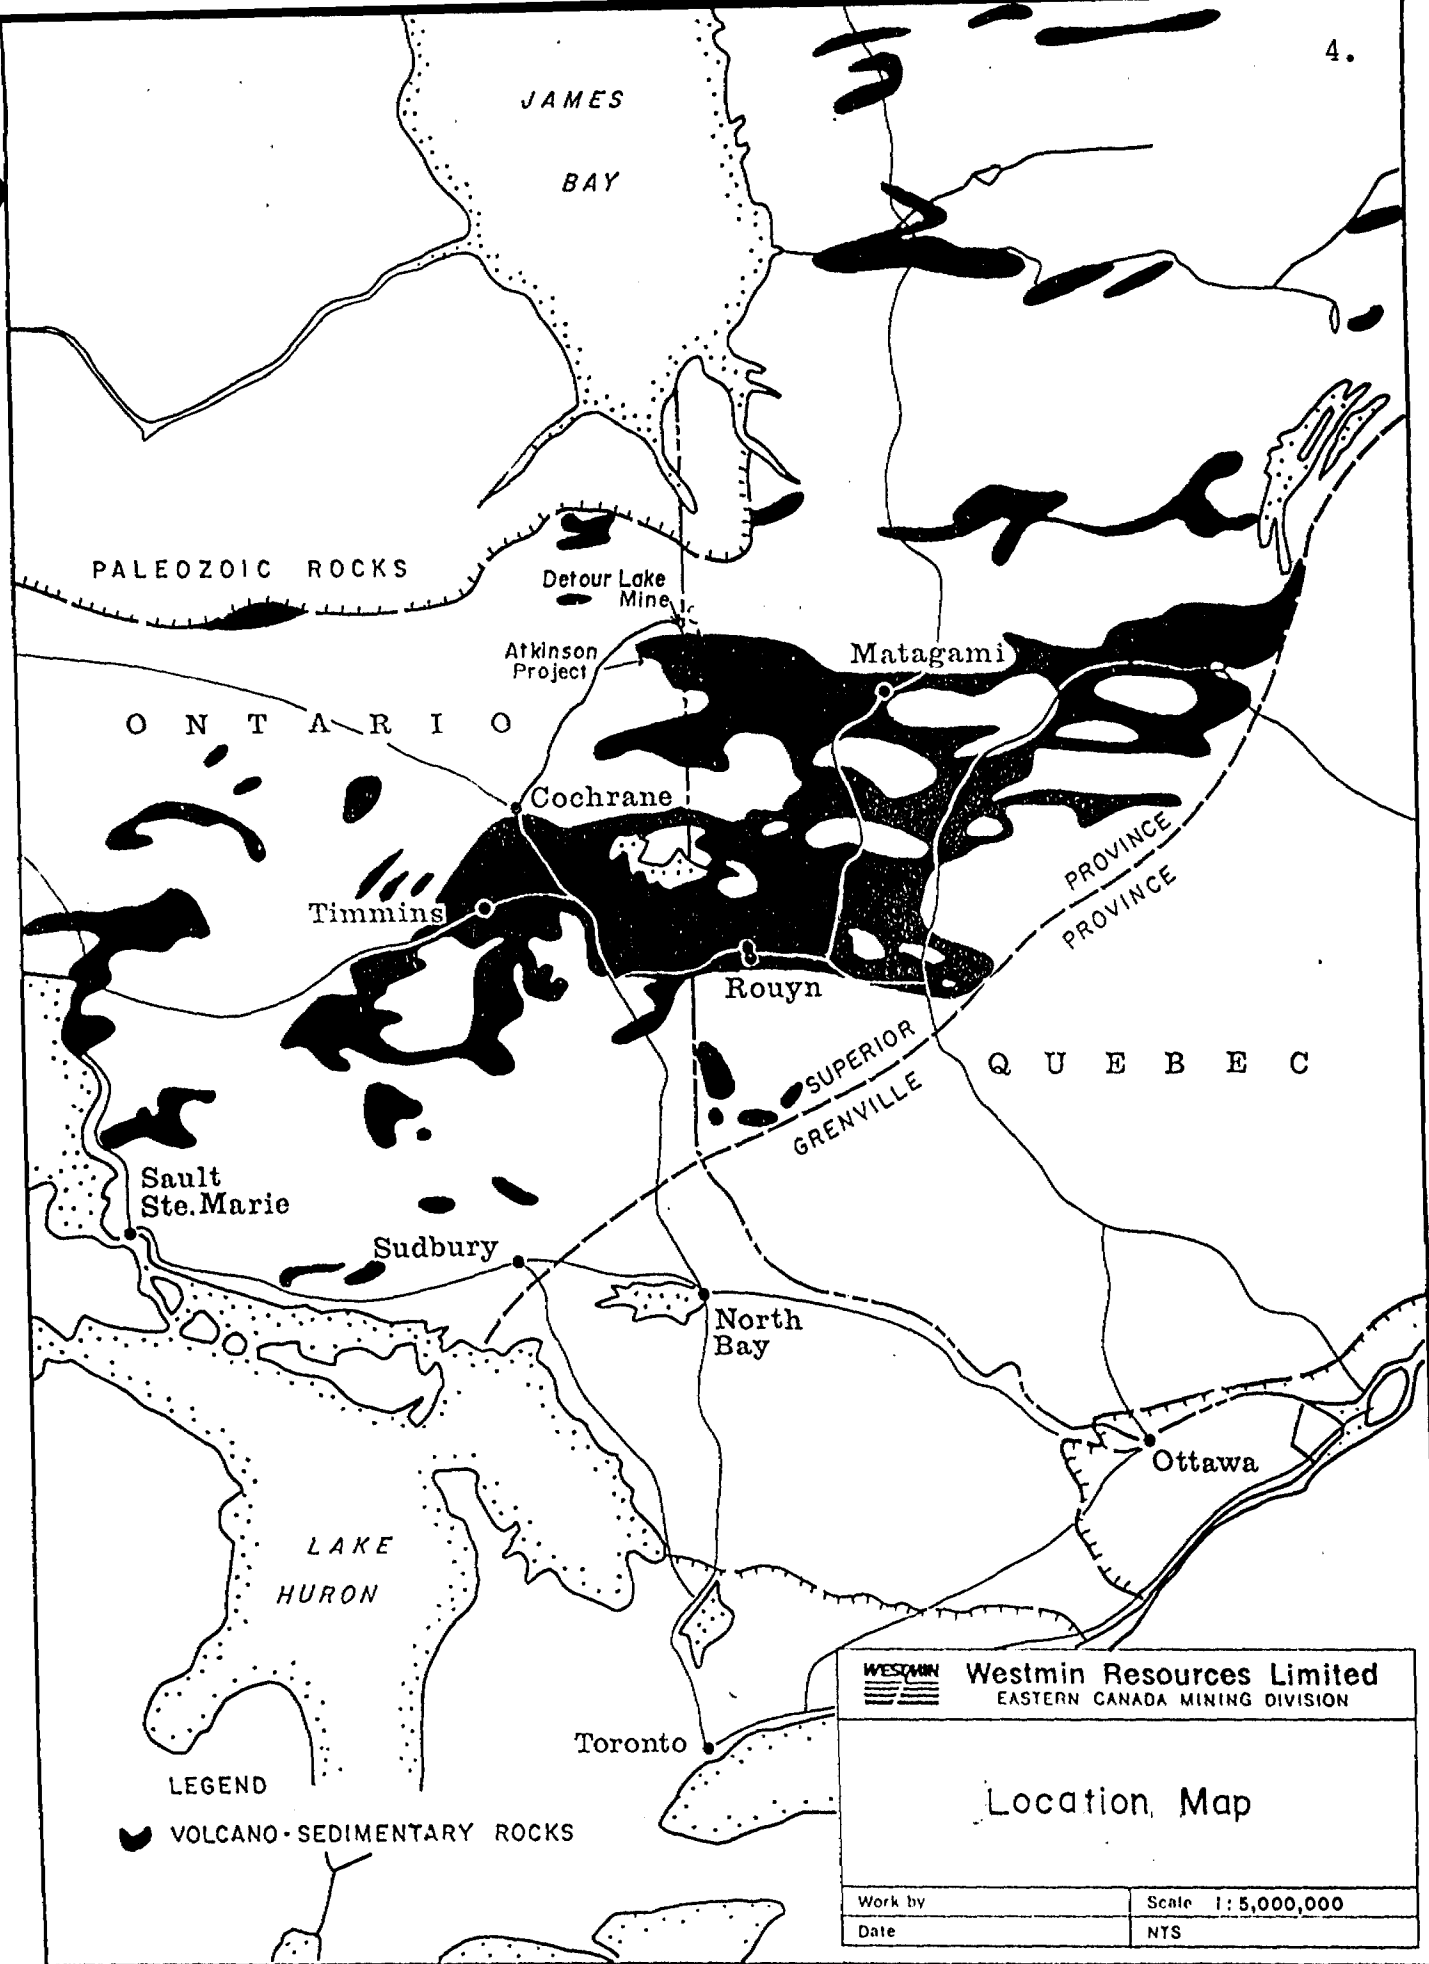 4.
JAMES
BAY
PALEOZOIC ROCKS
Detour Lake
Mine
Atkinson
Project
Matagami
ONTARIO
Cochrane
PROVINCE
PROVINCE
Timmins
Rouyn
SUPERIOR
GRENVILLE
QUEBEC
Sault
Ste. Marie
Sudbury
North
Bay
Ottawa
LAKE
HURON
Toronto
WESTMIN
Westmin Resources Limited
EASTERN CANADA MINING DIVISION
Location Map
Work by
Scale 1:5,000,000
Date
NTS
LEGEND
VOLCANO-SEDIMENTARY ROCKS